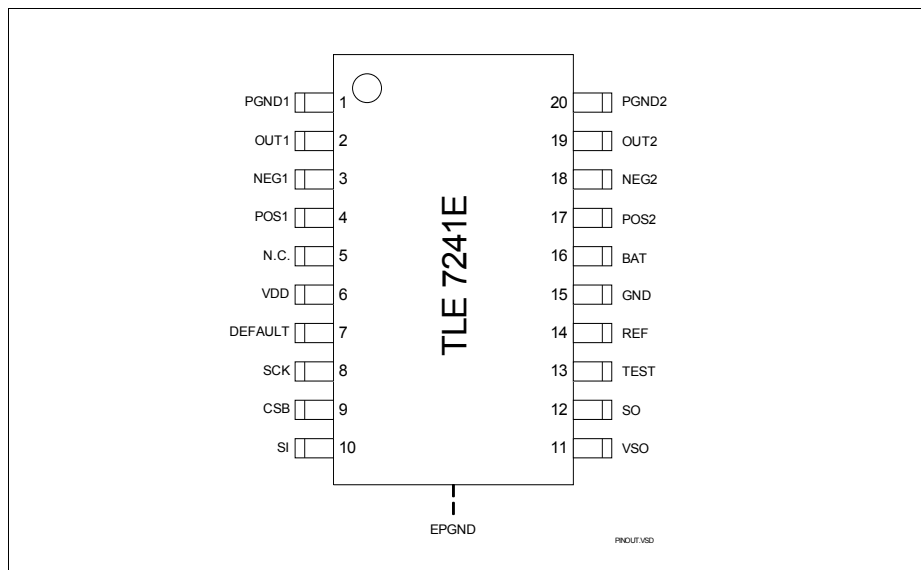 PGND1 1 20 PGND2
OUT1 2 19 OUT2
NEG1 3 18 NEG2
POS1 4 17 POS2
N.C. 5 16 BAT
VDD 6 15 GND
DEFAULT 7 14 REF
SCK 8 13 TEST
CSB 9 12 SO
SI 10 11 VSO
TLE 7241E
EPGND
PINOUT.VSD